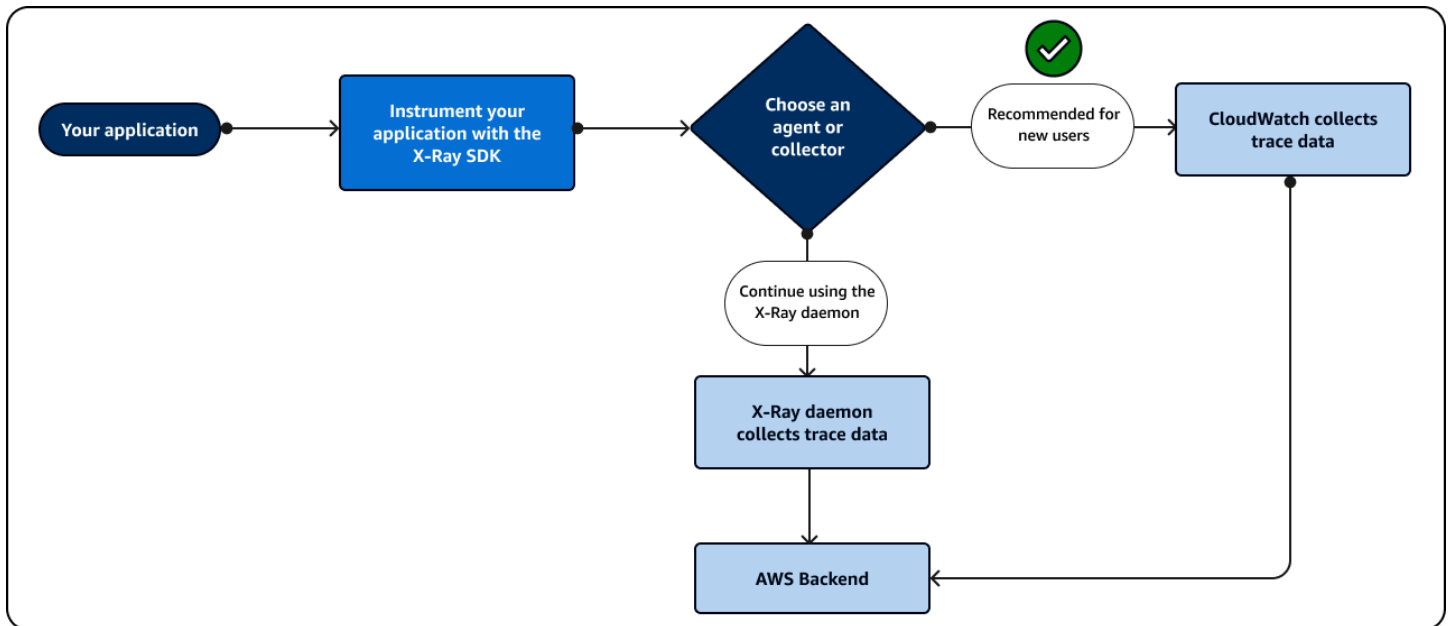 Your application
Instrument your
application with the
X-Ray SDK
Choose an
agent or
collector
Recommended for
new users
CloudWatch collects
trace data
Continue using the
X-Ray daemon
X-Ray daemon
collects trace data
AWS Backend